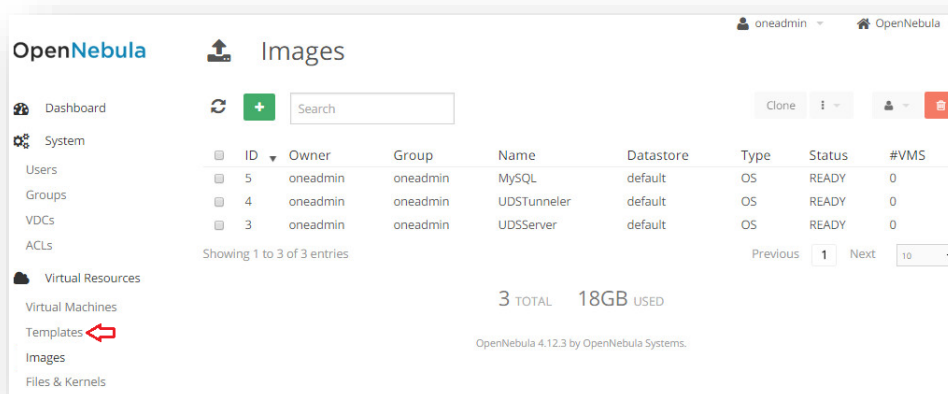 oneadmin OpenNebula
OpenNebula Images
Dashboard
Search
Clone
System
Users
Groups
VDCs
ACLs
Virtual Resources
Virtual Machines
Templates
Images
Files & Kernels
ID Owner Group Name Datastore Type Status #VMS
5 oneadmin oneadmin MySQL default OS READY 0
4 oneadmin oneadmin UDSTunneler default OS READY 0
3 oneadmin oneadmin UDSServer default OS READY 0
Showing 1 to 3 of 3 entries Previous 1 Next 10
3 TOTAL 18GB USED
OpenNebula 4.12.3 by OpenNebula Systems.